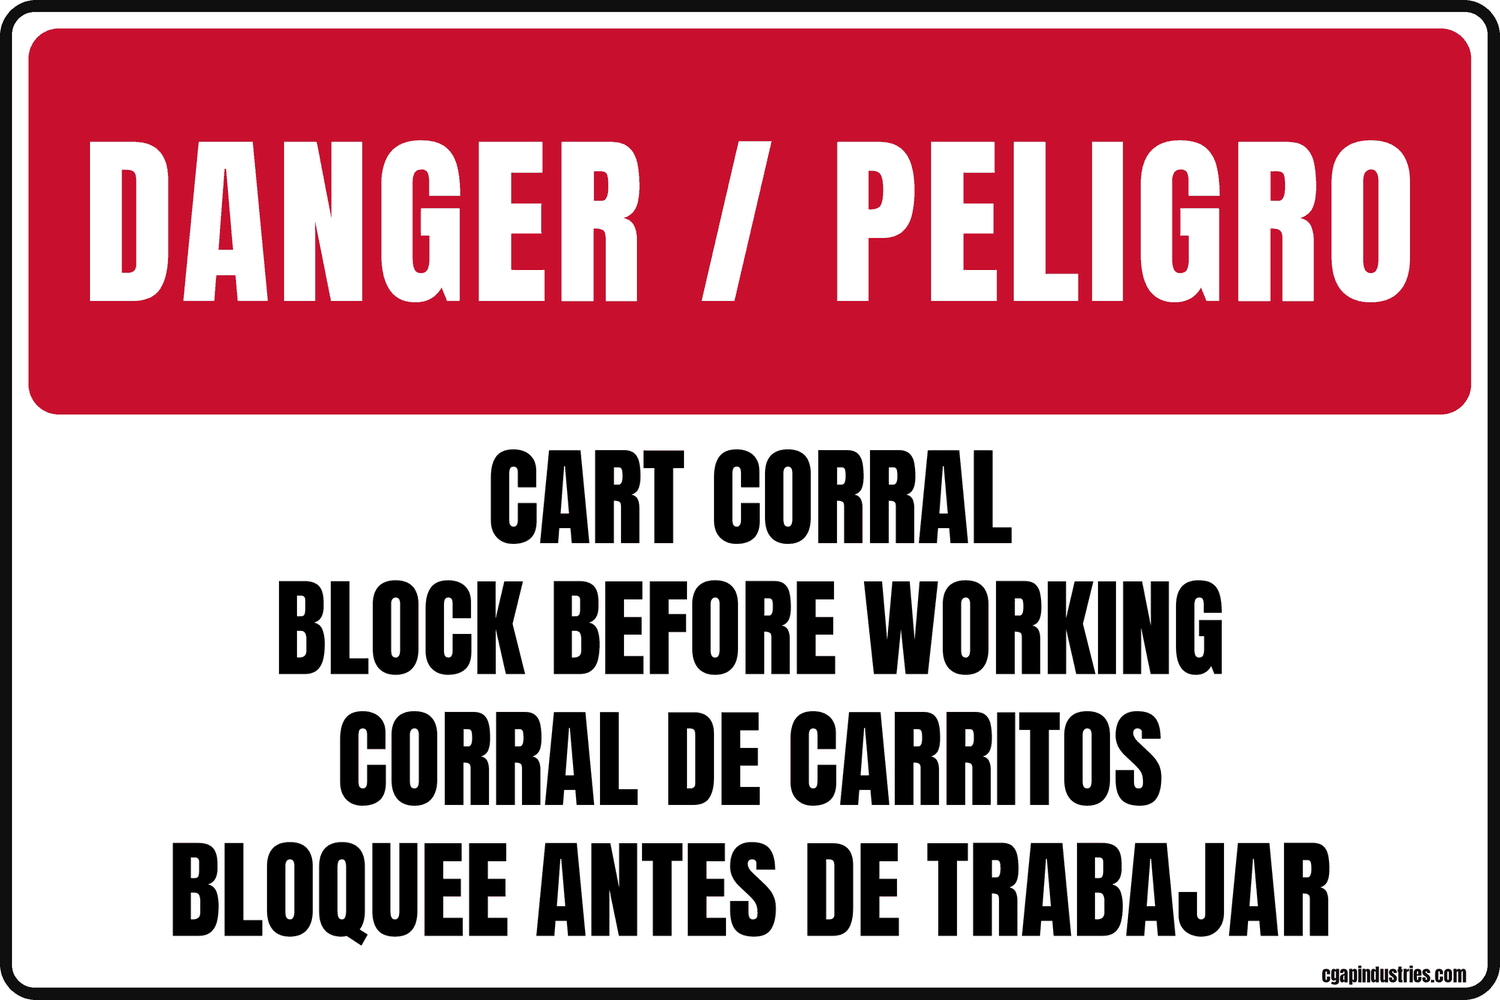 DANGER / PELIGRO
CART CORRAL
BLOCK BEFORE WORKING
CORRAL DE CARRITOS
BLOQUEE ANTES DE TRABAJAR
cgapindustries.com